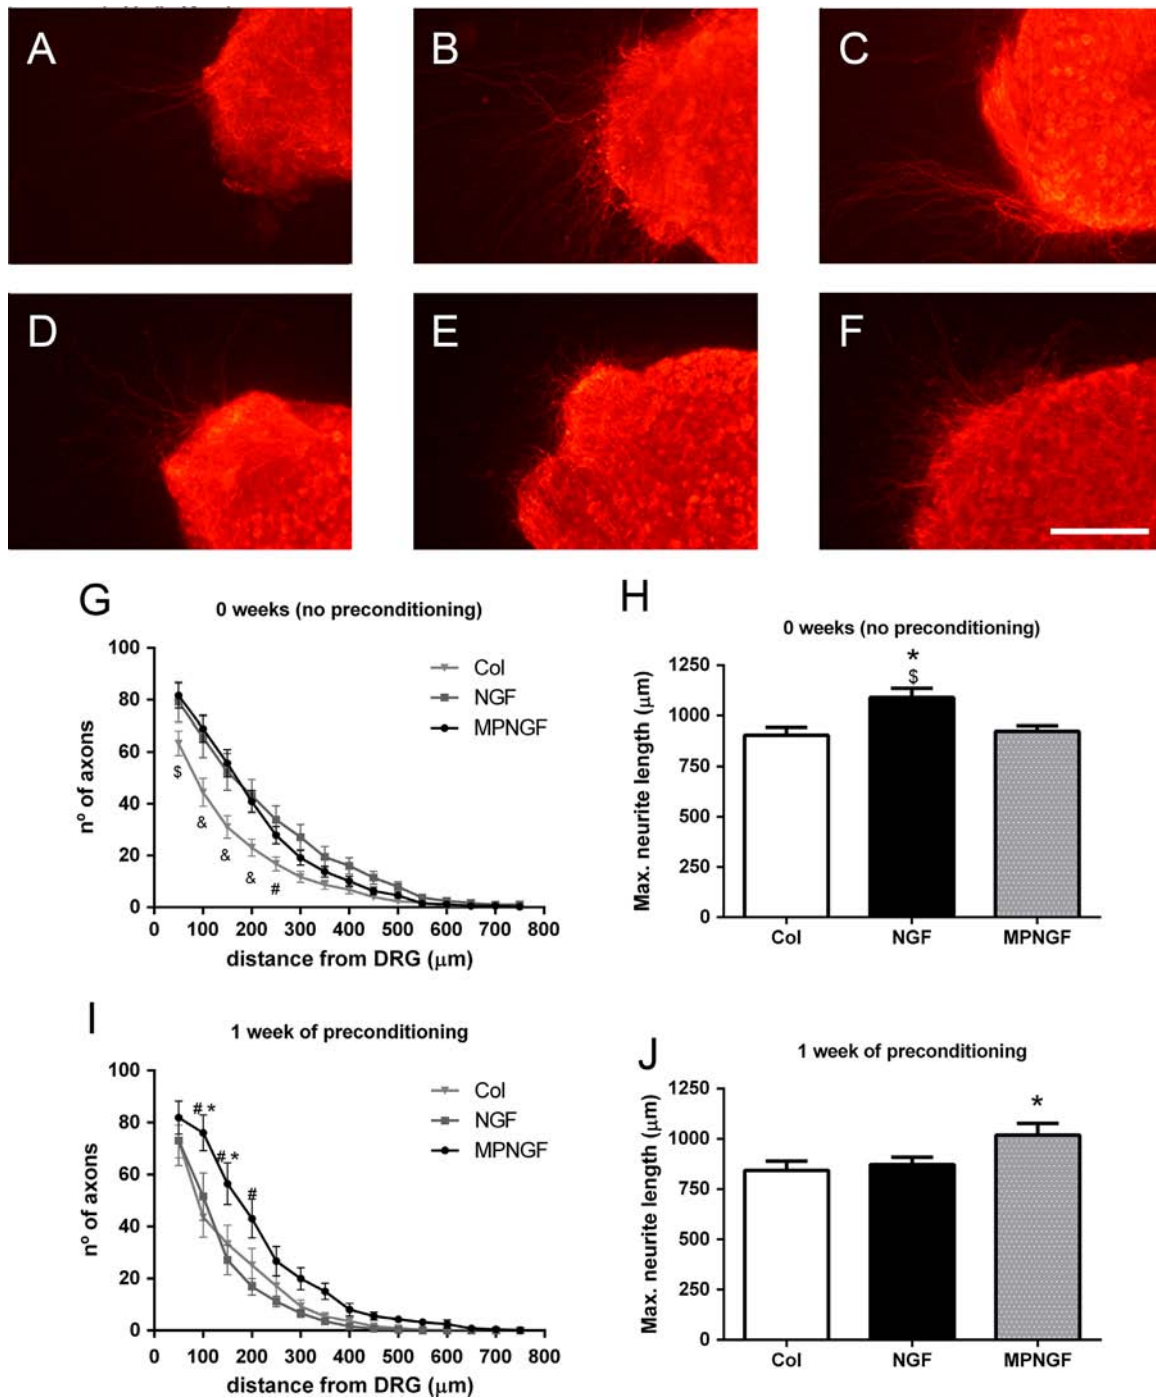 A
B
C
D
E
F
G
0 weeks (no preconditioning)
nº of axons
100
80
60
40
20
0
Col
NGF
MPNGF
$
&
&
&
#
0 100 200 300 400 500 600 700 800
distance from DRG (μm)
H
0 weeks (no preconditioning)
Max. neurite length (μm)
1250
1000
750
500
250
0
*
$
Col NGF MPNGF
I
1 week of preconditioning
nº of axons
100
80
60
40
20
0
Col
NGF
MPNGF
# *
# *
#
0 100 200 300 400 500 600 700 800
distance from DRG (μm)
J
1 week of preconditioning
Max. neurite length (μm)
1250
1000
750
500
250
0
*
Col NGF MPNGF